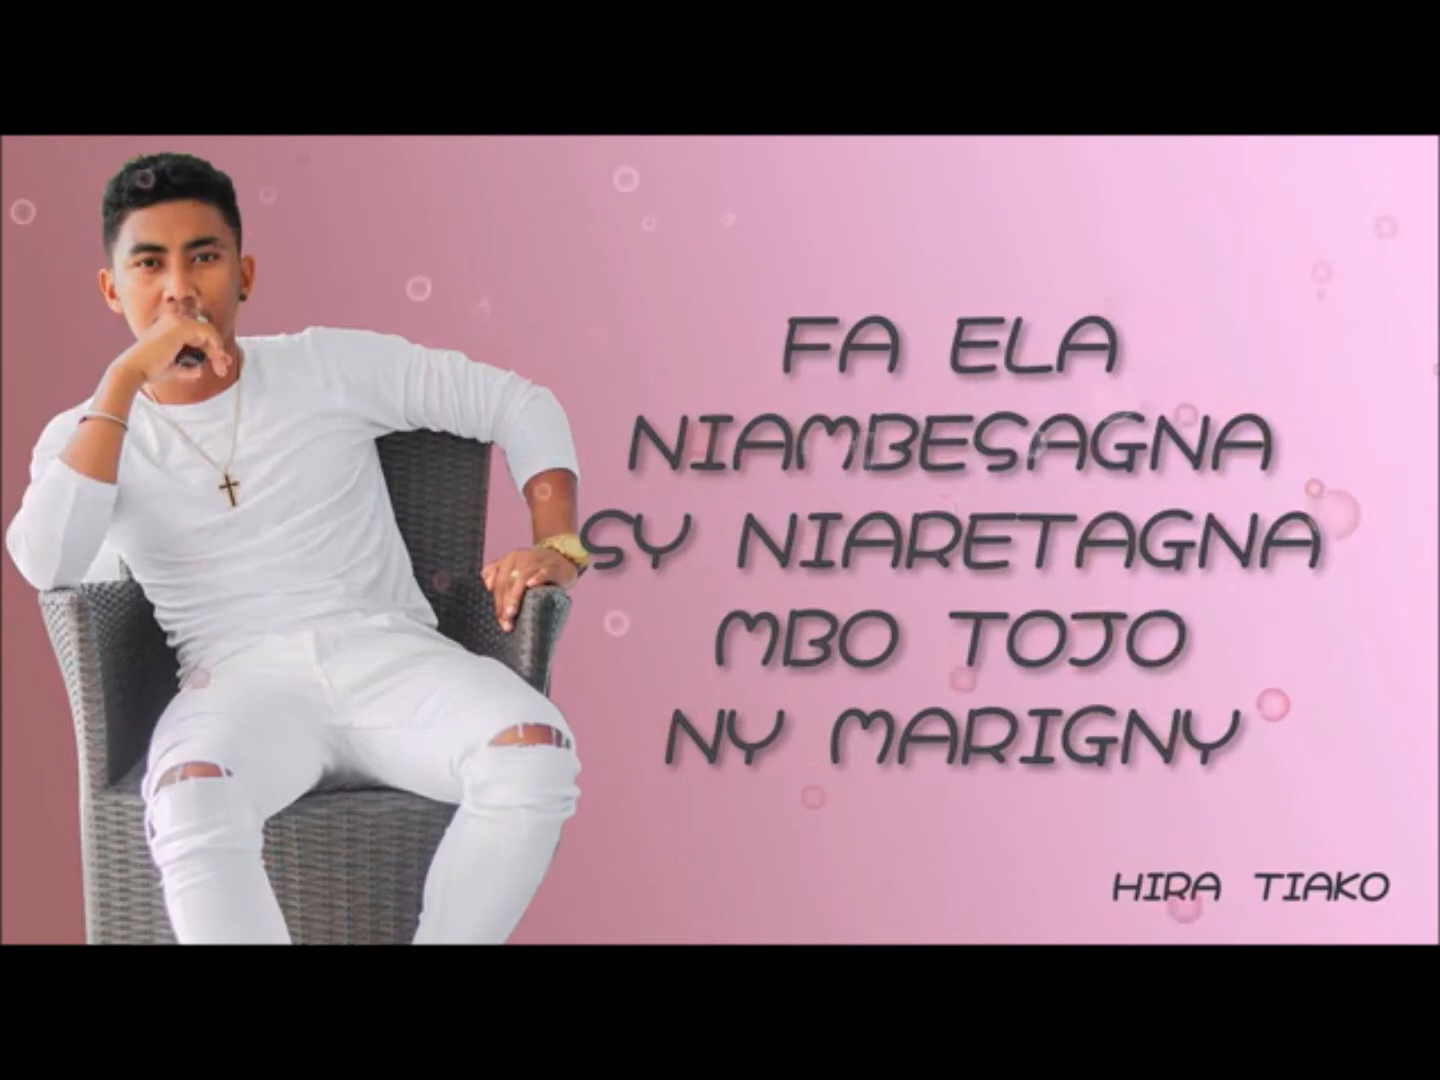 FA ELA
NIAMBESAGNA
SY NIARETAGNA
MBO TOJO
NY MARIGNY
HIRA TIAKO